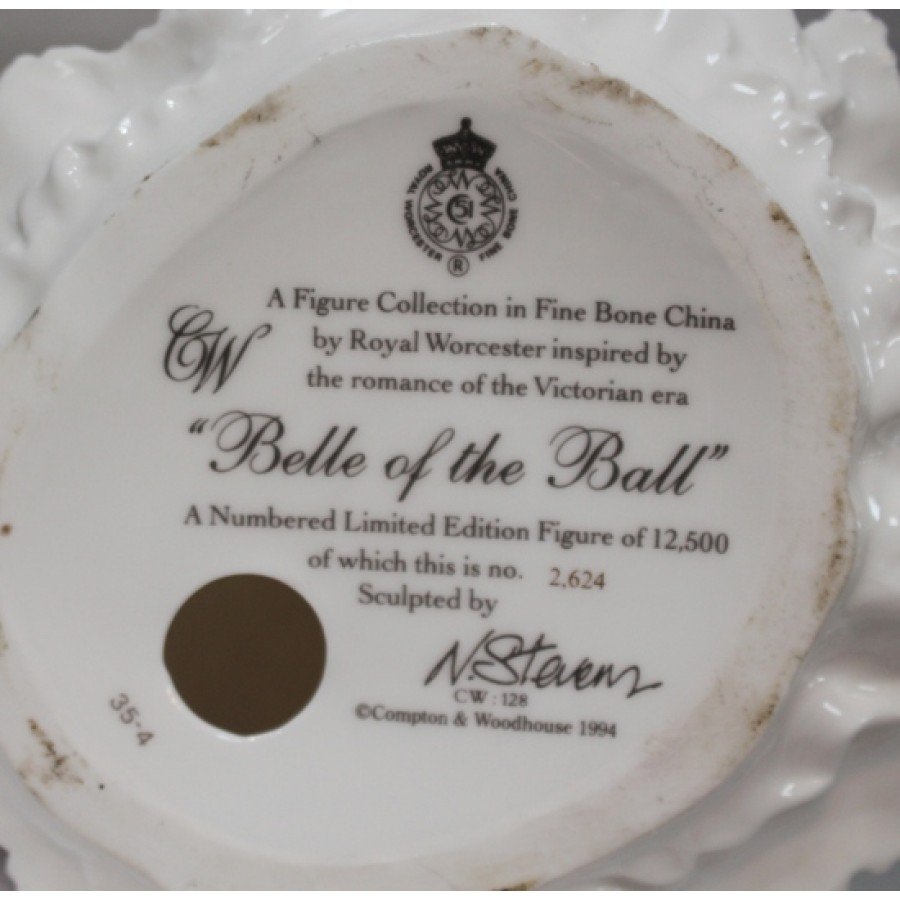 ROYAL WORCESTER FINE BONE CHINA
51
®
A Figure Collection in Fine Bone China
by Royal Worcester inspired by
the romance of the Victorian era
CW
“Belle of the Ball”
A Numbered Limited Edition Figure of 12,500
of which this is no. 2,624
Sculpted by
N. Stevens
CW : 128
©Compton & Woodhouse 1994
35-4